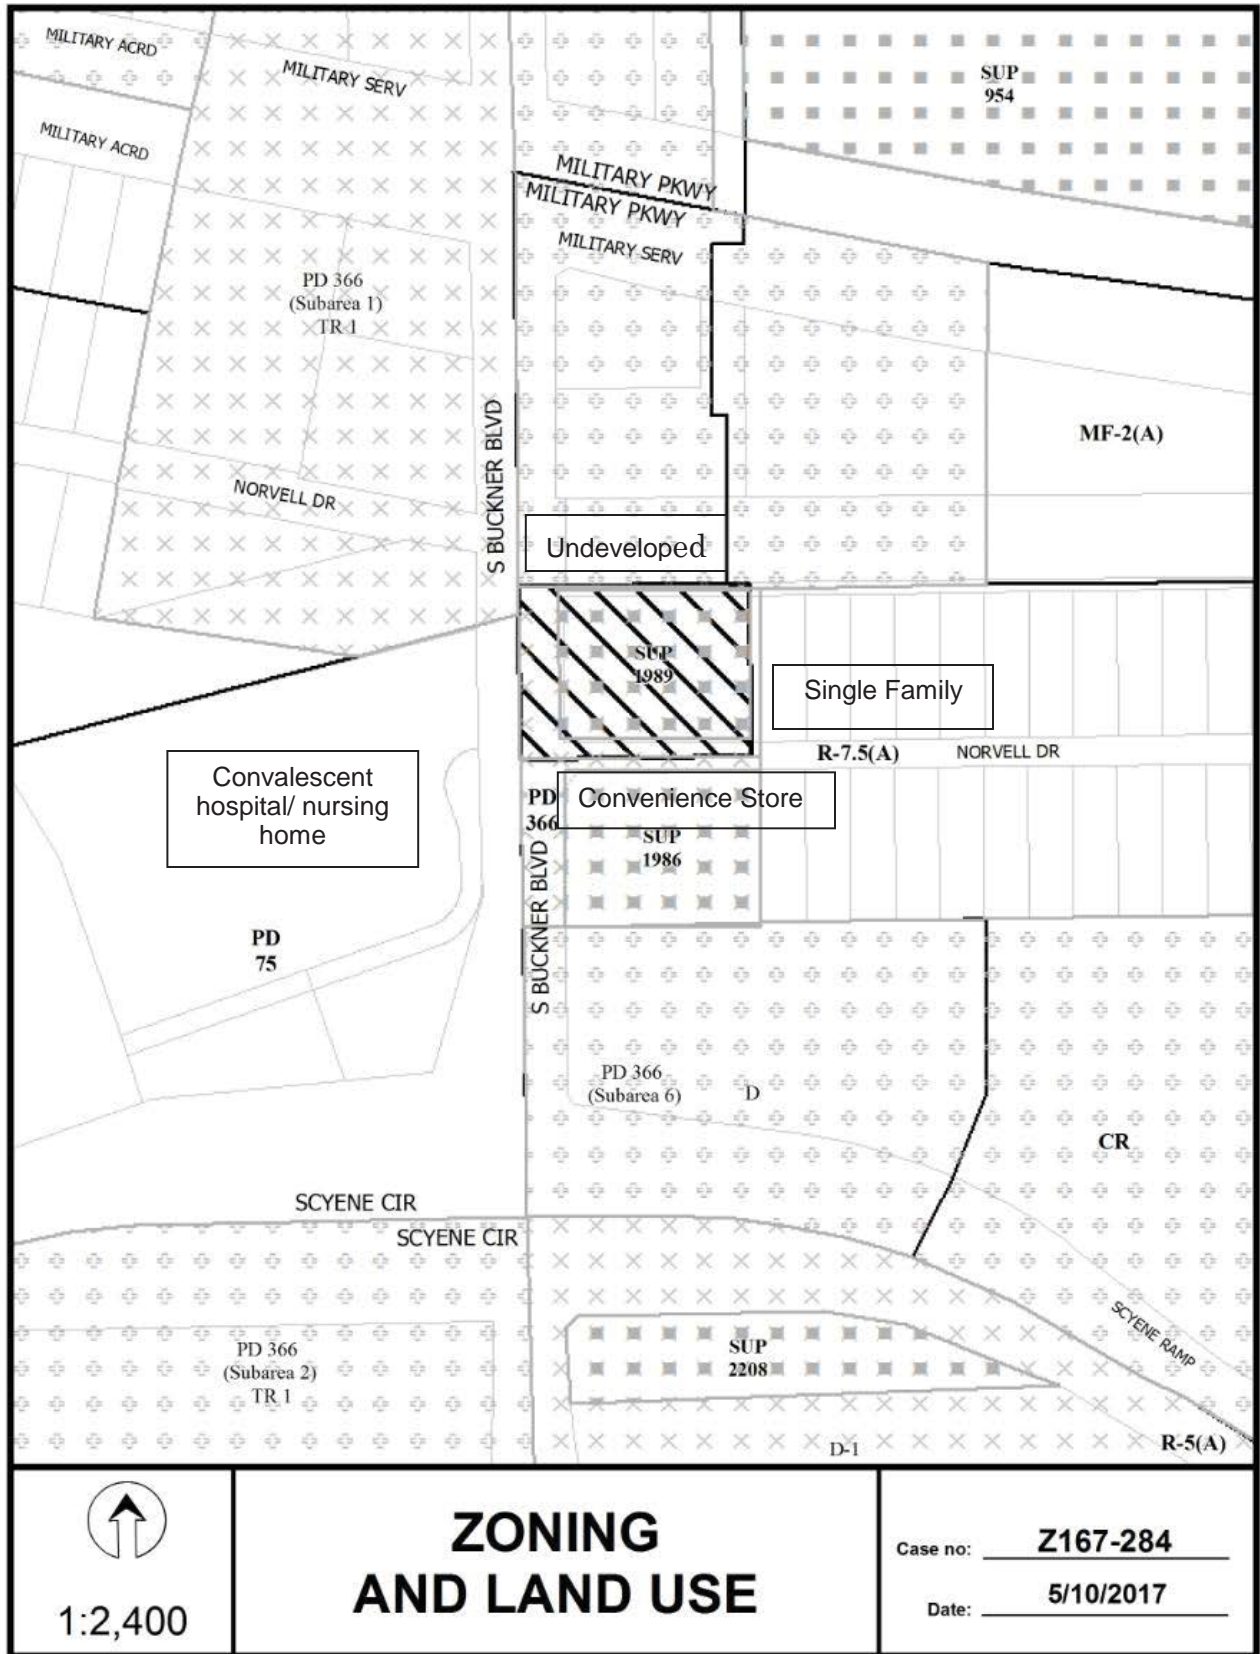 MILITARY ACRD
MILITARY SERV
SUP
954
MILITARY ACRD
MILITARY PKWY
MILITARY PKWY
MILITARY SERV
PD 366
(Subarea 1)
TR 1
S BUCKNER BLVD
MF-2(A)
NORVELL DR
Undeveloped
SUP
1989
Single Family
R-7.5(A)
NORVELL DR
Convalescent
hospital/ nursing
home
PD
366
Convenience Store
SUP
1986
S BUCKNER BLVD
PD
75
PD 366
(Subarea 6)
D
CR
SCYENE CIR
SCYENE CIR
SCYENE RAMP
PD 366
(Subarea 2)
TR 1
SUP
2208
D-1
R-5(A)
1:2,400
ZONING
AND LAND USE
Case no: Z167-284
Date: 5/10/2017